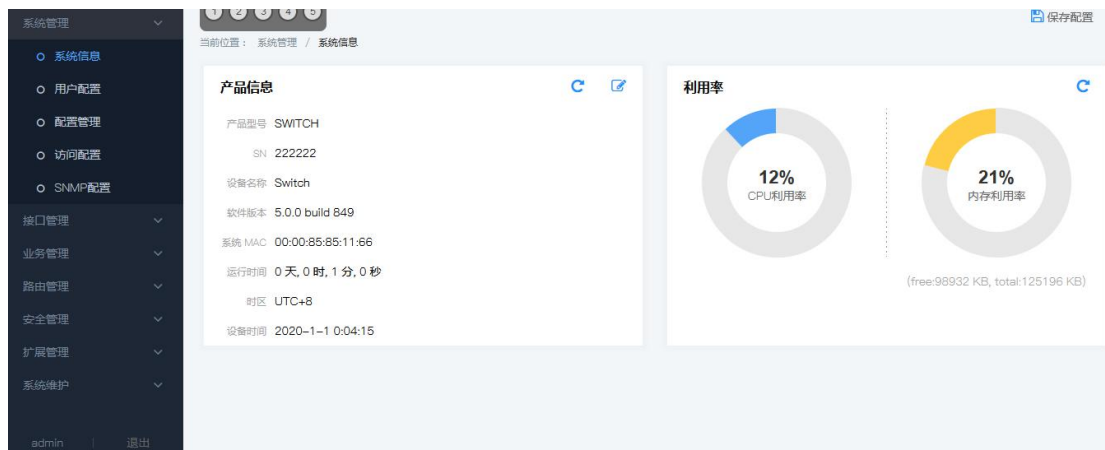 系统管理
系统信息
用户配置
配置管理
访问配置
SNMP配置
接口管理
业务管理
路由管理
安全管理
扩展管理
系统维护
admin | 退出
1 2 3 4 5
保存配置
当前位置： 系统管理 / 系统信息
产品信息
产品型号 SWITCH
SN 222222
设备名称 Switch
软件版本 5.0.0 build 849
系统 MAC 00:00:85:85:11:66
运行时间 0 天, 0 时, 1 分, 0 秒
时区 UTC+8
设备时间 2020-1-1 0:04:15
利用率
12%
CPU利用率
21%
内存利用率
(free:98932 KB, total:125196 KB)